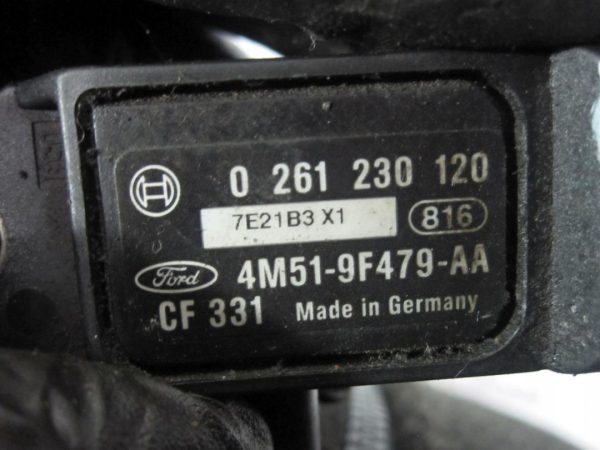 0 261 230 120
7E21B3 X1 816
Ford 4M51-9F479-AA
CF 331 Made in Germany